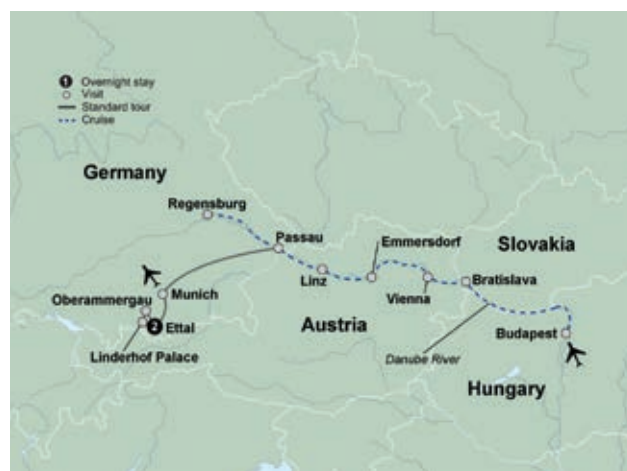 1 Overnight stay
Visit
Standard tour
Cruise
Germany
Regensburg
Passau
Emmersdorf
Slovakia
Linz
Vienna
Bratislava
Oberammergau
Munich
2 Ettal
Linderhof Palace
Austria
Budapest
Danube River
Hungary